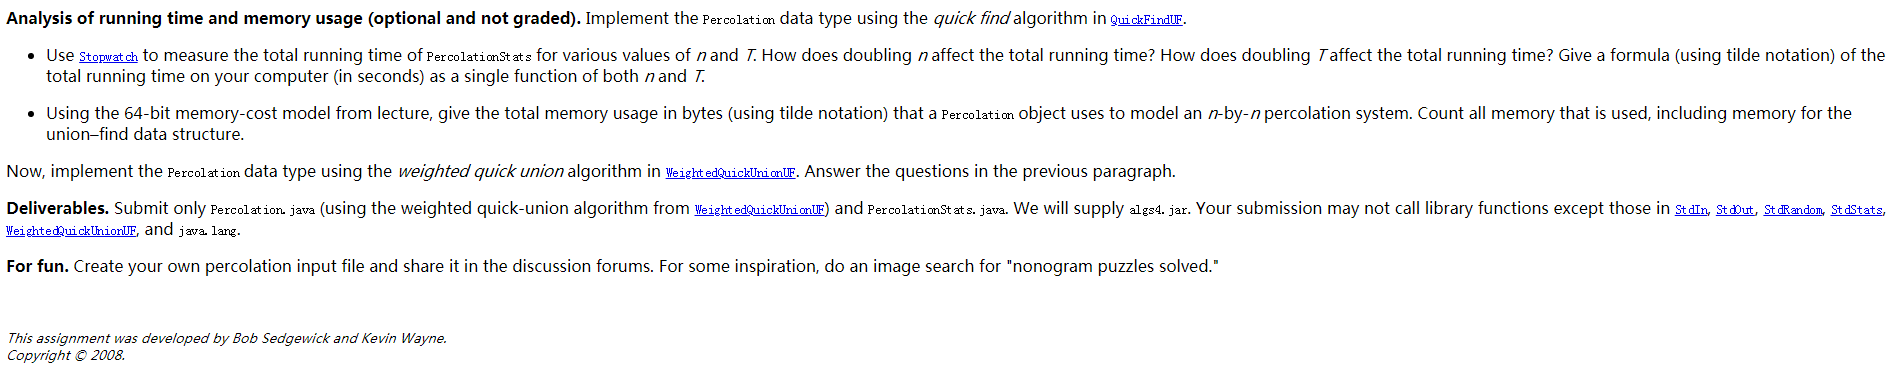 Analysis of running time and memory usage (optional and not graded). Implement the Percolation data type using the quick find algorithm in QuickFindUF.
• Use Stopwatch to measure the total running time of PercolationStats for various values of n and T. How does doubling n affect the total running time? How does doubling T affect the total running time? Give a formula (using tilde notation) of the
total running time on your computer (in seconds) as a single function of both n and T.
• Using the 64-bit memory-cost model from lecture, give the total memory usage in bytes (using tilde notation) that a Percolation object uses to model an n-by-n percolation system. Count all memory that is used, including memory for the
union–find data structure.
Now, implement the Percolation data type using the weighted quick union algorithm in WeightedQuickUnionUF. Answer the questions in the previous paragraph.
Deliverables. Submit only Percolation.java (using the weighted quick-union algorithm from WeightedQuickUnionUF) and PercolationStats.java. We will supply algs4.jar. Your submission may not call library functions except those in StdIn, StdOut, StdRandom, StdStats,
WeightedQuickUnionUF, and java.lang.
For fun. Create your own percolation input file and share it in the discussion forums. For some inspiration, do an image search for "nonogram puzzles solved."
This assignment was developed by Bob Sedgewick and Kevin Wayne.
Copyright © 2008.